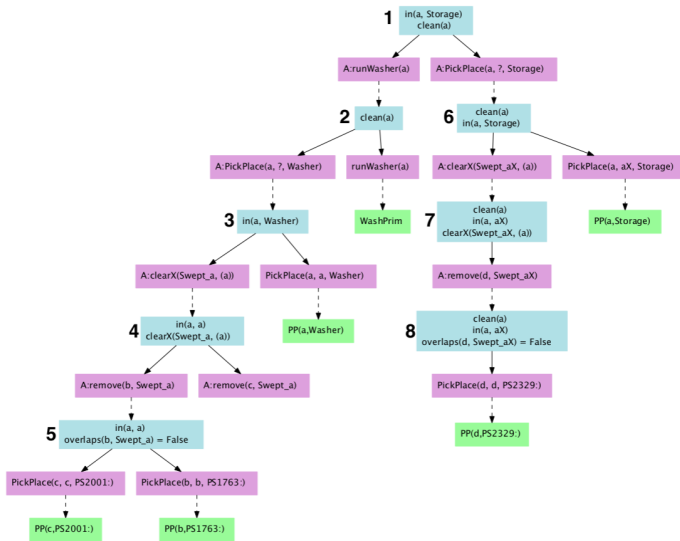 1
in(a, Storage)
clean(a)
A:runWasher(a)
A:PickPlace(a, ?, Storage)
2
clean(a)
6
clean(a)
in(a, Storage)
A:PickPlace(a, ?, Washer)
runWasher(a)
A:clearX(Swept_aX, (a))
PickPlace(a, aX, Storage)
3
in(a, Washer)
WashPrim
7
clean(a)
in(a, aX)
clearX(Swept_aX, (a))
PP(a,Storage)
A:clearX(Swept_a, (a))
PickPlace(a, a, Washer)
A:remove(d, Swept_aX)
4
in(a, a)
clearX(Swept_a, (a))
PP(a,Washer)
8
clean(a)
in(a, aX)
overlaps(d, Swept_aX) = False
A:remove(b, Swept_a)
A:remove(c, Swept_a)
PickPlace(d, d, PS2329:)
5
in(a, a)
overlaps(b, Swept_a) = False
PP(d,PS2329:)
PickPlace(c, c, PS2001:)
PickPlace(b, b, PS1763:)
PP(c,PS2001:)
PP(b,PS1763:)